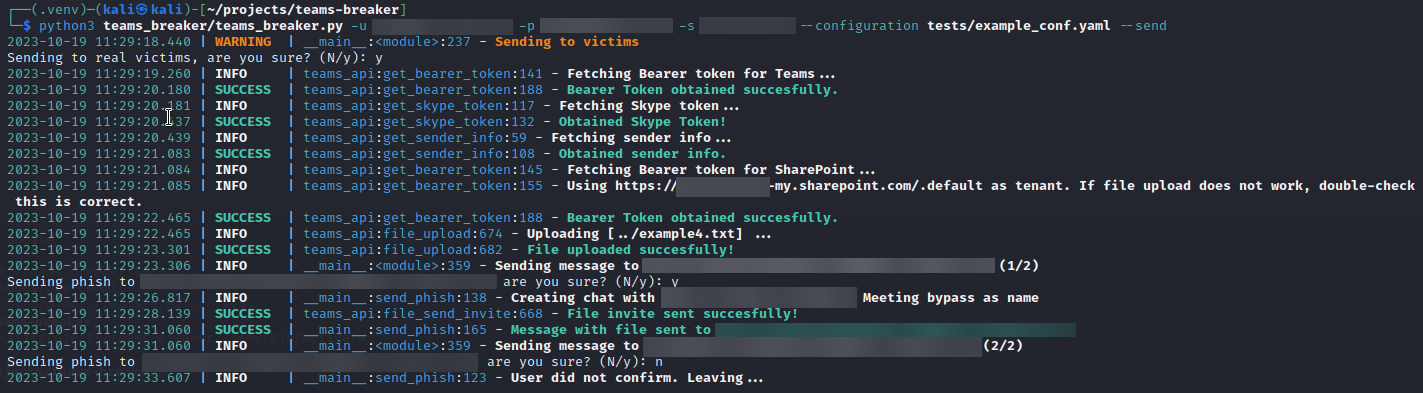 ┌──(.venv)─(kali㉿kali)-[~/projects/teams-breaker]
└─$ python3 teams_breaker/teams_breaker.py -u -p -s --configuration tests/example_conf.yaml --send
2023-10-19 11:29:18.440 | WARNING | __main__:<module>:237 - Sending to victims
Sending to real victims, are you sure? (N/y): y
2023-10-19 11:29:19.260 | INFO | teams_api:get_bearer_token:141 - Fetching Bearer token for Teams...
2023-10-19 11:29:20.180 | SUCCESS | teams_api:get_bearer_token:188 - Bearer Token obtained succesfully.
2023-10-19 11:29:20.181 | INFO | teams_api:get_skype_token:117 - Fetching Skype token...
2023-10-19 11:29:20. 37 | SUCCESS | teams_api:get_skype_token:132 - Obtained Skype Token!
2023-10-19 11:29:20.439 | INFO | teams_api:get_sender_info:59 - Fetching sender info...
2023-10-19 11:29:21.083 | SUCCESS | teams_api:get_sender_info:108 - Obtained sender info.
2023-10-19 11:29:21.084 | INFO | teams_api:get_bearer_token:145 - Fetching Bearer token for SharePoint...
2023-10-19 11:29:21.085 | INFO | teams_api:get_bearer_token:155 - Using https:// -my.sharepoint.com/.default as tenant. If file upload does not work, double-check
this is correct.
2023-10-19 11:29:22.465 | SUCCESS | teams_api:get_bearer_token:188 - Bearer Token obtained succesfully.
2023-10-19 11:29:22.465 | INFO | teams_api:file_upload:674 - Uploading [../example4.txt] ...
2023-10-19 11:29:23.301 | SUCCESS | teams_api:file_upload:682 - File uploaded succesfully!
2023-10-19 11:29:23.306 | INFO | __main__:<module>:359 - Sending message to (1/2)
Sending phish to are you sure? (N/y): y
2023-10-19 11:29:26.817 | INFO | __main__:send_phish:138 - Creating chat with Meeting bypass as name
2023-10-19 11:29:28.139 | SUCCESS | teams_api:file_send_invite:668 - File invite sent succesfully!
2023-10-19 11:29:31.060 | SUCCESS | __main__:send_phish:165 - Message with file sent to
2023-10-19 11:29:31.060 | INFO | __main__:<module>:359 - Sending message to (2/2)
Sending phish to are you sure? (N/y): n
2023-10-19 11:29:33.607 | INFO | __main__:send_phish:123 - User did not confirm. Leaving...